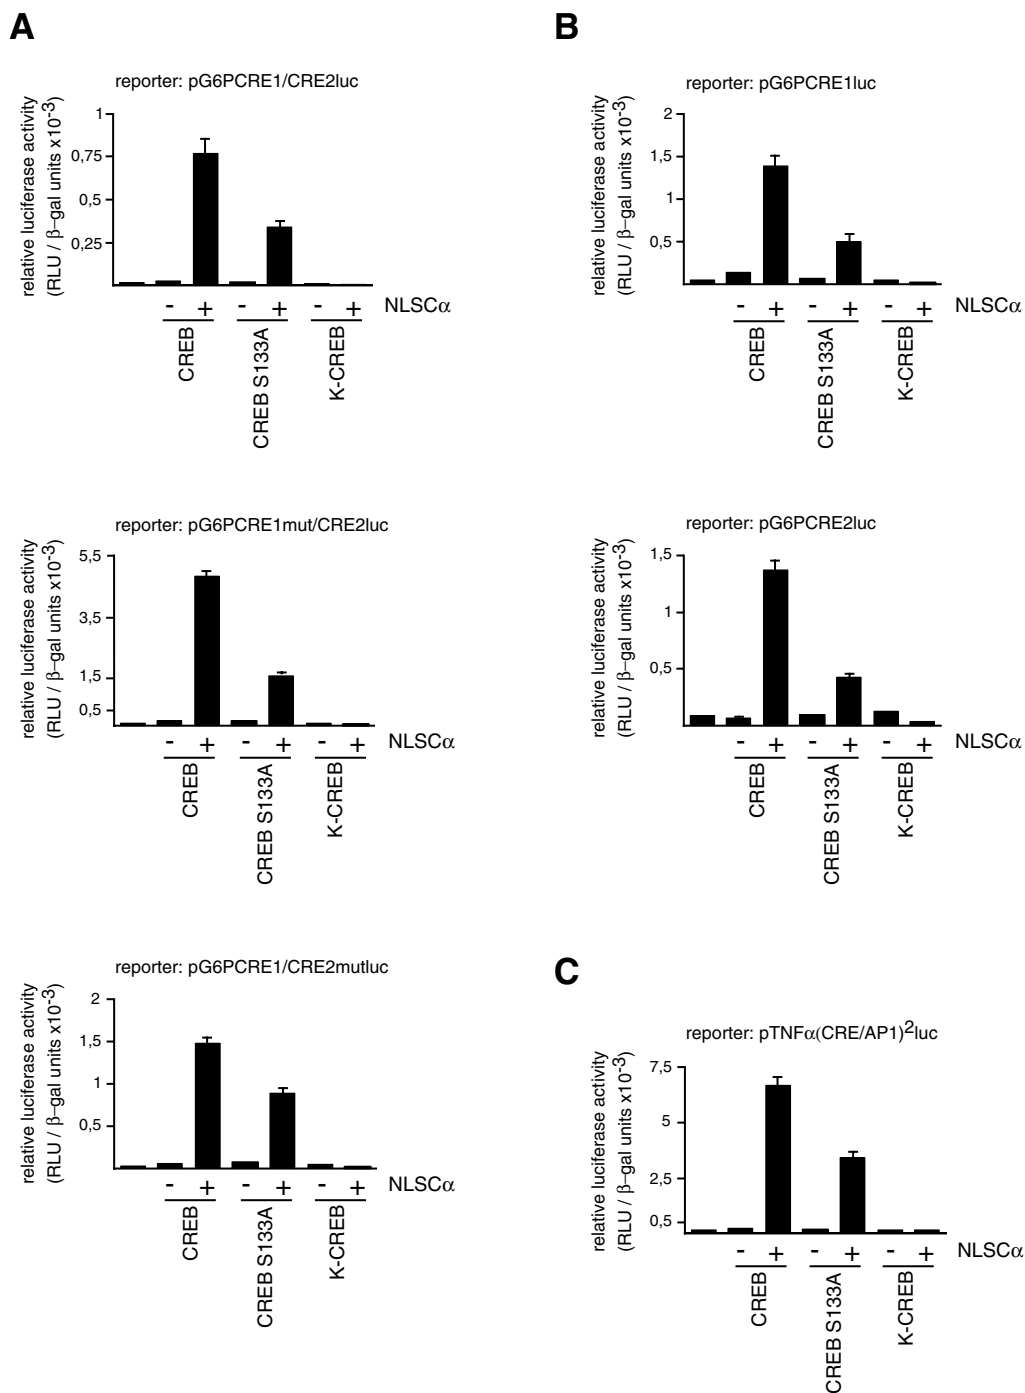 A
reporter: pG6PCRE1/CRE2luc
relative luciferase activity
(RLU / β–gal units x10-3)
1
0,75
0,5
0,25
- + - + - + NLSCα
CREB
CREB S133A
K-CREB
reporter: pG6PCRE1mut/CRE2luc
relative luciferase activity
(RLU / β–gal units x10-3)
5,5
3,5
1,5
0,5
- + - + - + NLSCα
CREB
CREB S133A
K-CREB
reporter: pG6PCRE1/CRE2mutluc
relative luciferase activity
(RLU / β–gal units x10-3)
2
1,5
1
0,5
- + - + - + NLSCα
CREB
CREB S133A
K-CREB
B
reporter: pG6PCRE1luc
relative luciferase activity
(RLU / β–gal units x10-3)
2
1,5
1
0,5
- + - + - + NLSCα
CREB
CREB S133A
K-CREB
reporter: pG6PCRE2luc
relative luciferase activity
(RLU / β–gal units x10-3)
1,5
1
0,5
- + - + - + NLSCα
CREB
CREB S133A
K-CREB
C
reporter: pTNFα(CRE/AP1)2luc
relative luciferase activity
(RLU / β–gal units x10-3)
7,5
5
2,5
0,5
- + - + - + NLSCα
CREB
CREB S133A
K-CREB